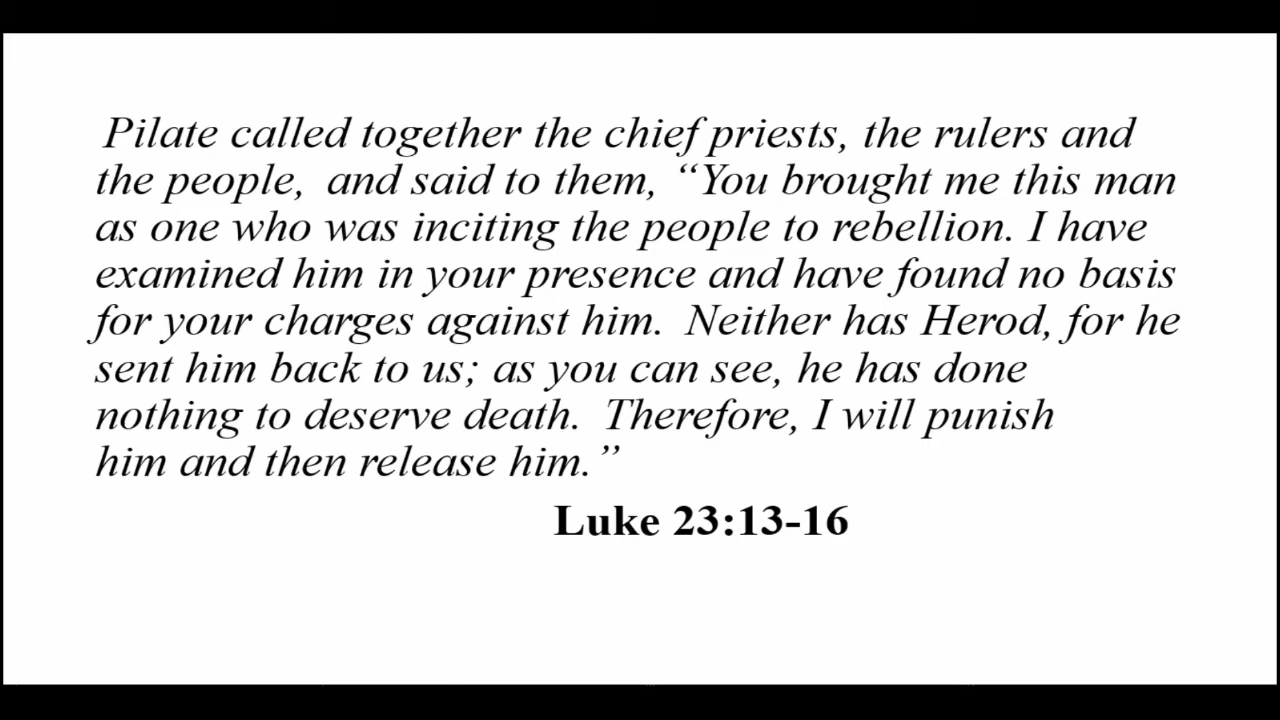 Pilate called together the chief priests, the rulers and
the people,  and said to them, “You brought me this man
as one who was inciting the people to rebellion. I have
examined him in your presence and have found no basis
for your charges against him.  Neither has Herod, for he
sent him back to us; as you can see, he has done
nothing to deserve death.  Therefore, I will punish
him and then release him.”
Luke 23:13-16